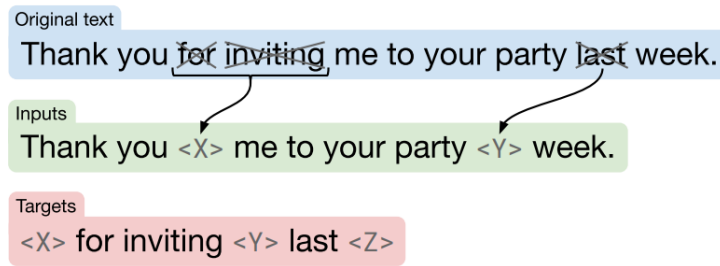 Original text
Thank you for inviting me to your party last week.
Inputs
Thank you <X> me to your party <Y> week.
Targets
<X> for inviting <Y> last <Z>